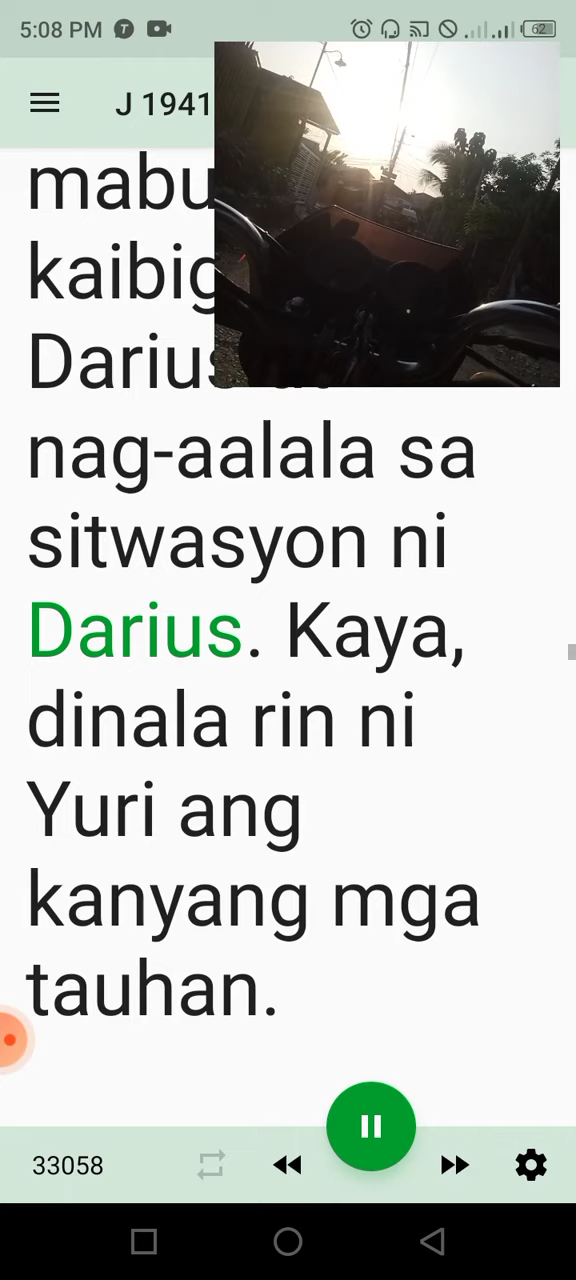 5:08 PM
62
J 1941
mabu
kaibig
Darius
nag-aalala sa
sitwasyon ni
Darius. Kaya,
dinala rin ni
Yuri ang
kanyang mga
tauhan.
33058